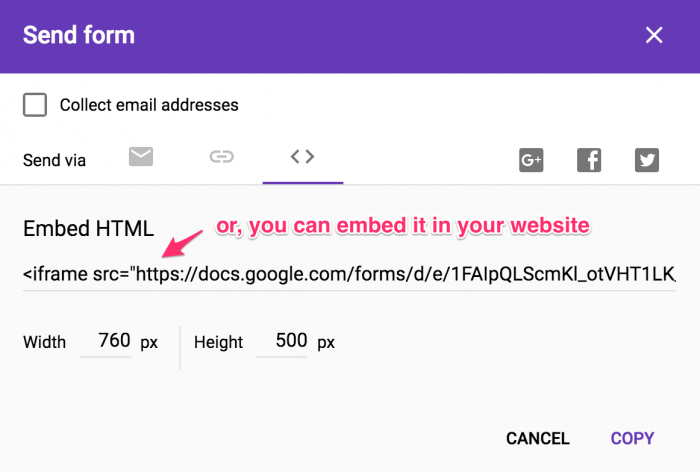 Send form
Collect email addresses
Send via
G+
Embed HTML
or, you can embed it in your website
<iframe src="https://docs.google.com/forms/d/e/1FAIpQLScmKl_otVHT1LK_
Width 760 px Height 500 px
CANCEL COPY